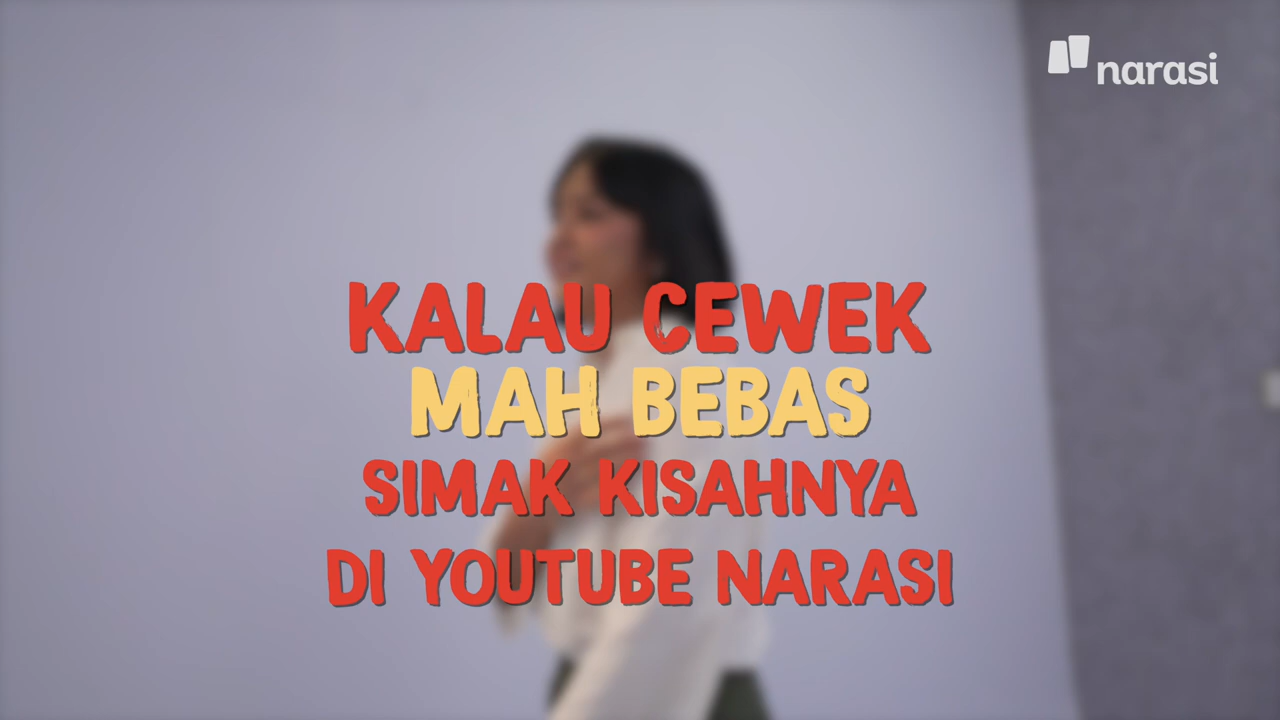 narasi
KALAU CEWEK
MAH BEBAS
SIMAK KISAHNYA
DI YOUTUBE NARASI